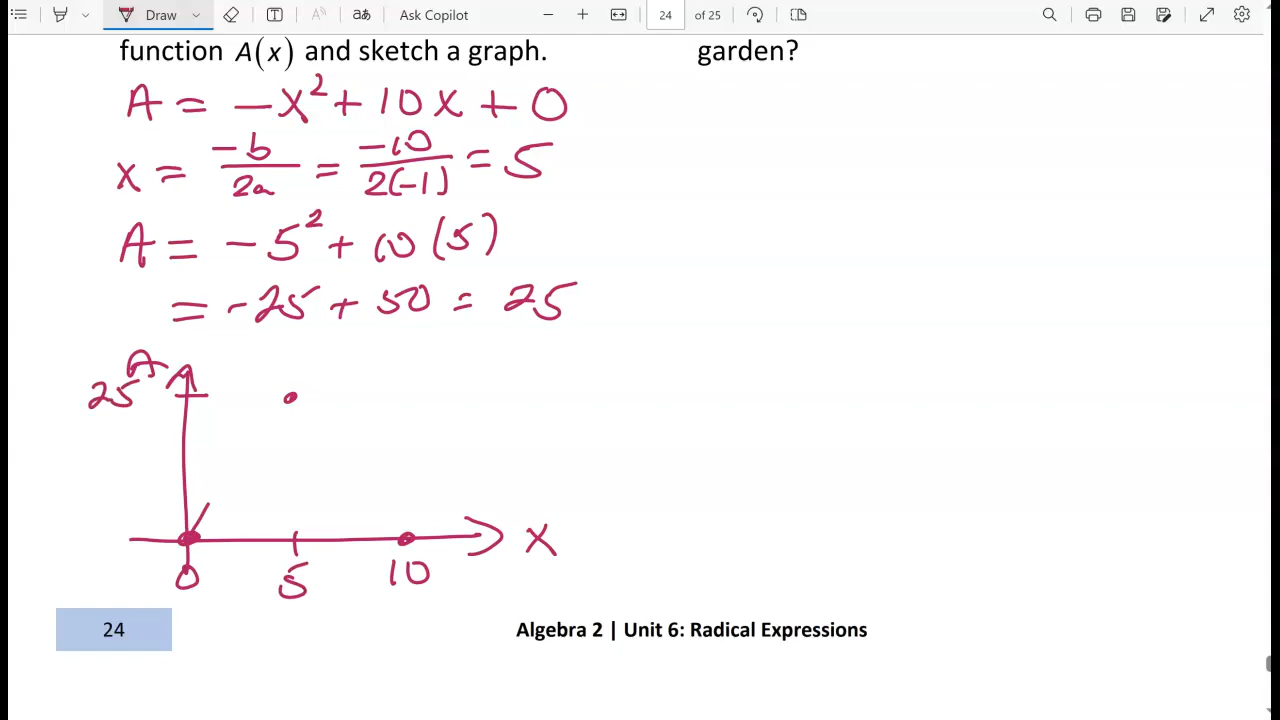 Draw Ask Copilot 24 of 25
function A(x) and sketch a graph. garden?
A = -x² + 10x + 0
x = -b/2a = -10/2(-1) = 5
A = -5² + 10(5)
= -25 + 50 = 25
A
25
x
0 5 10
24 Algebra 2 | Unit 6: Radical Expressions